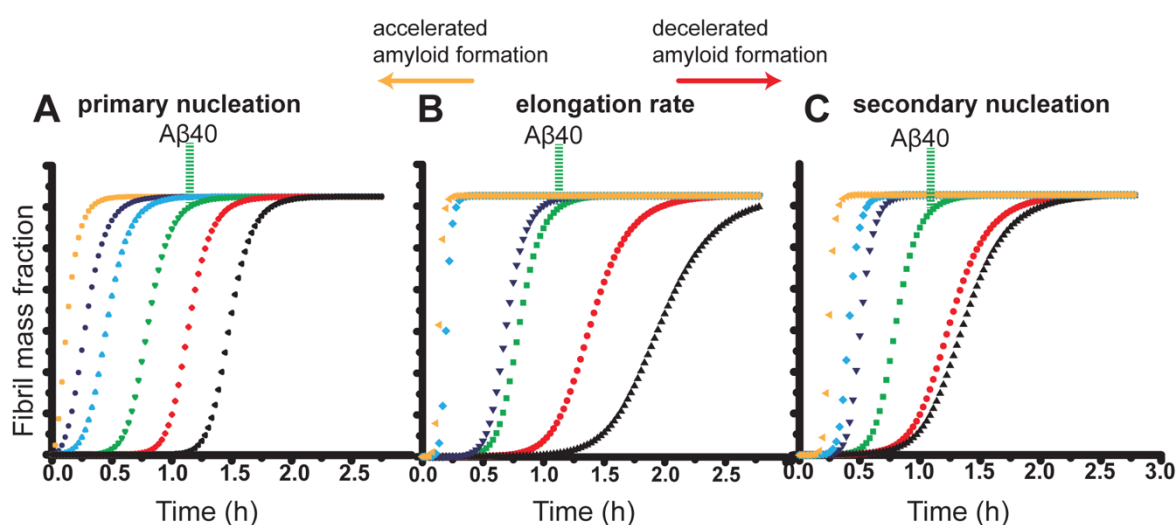 accelerated
amyloid formation
decelerated
amyloid formation
A primary nucleation
Aβ40
B elongation rate
Aβ40
C secondary nucleation
Aβ40
Fibril mass fraction
0.0 0.5 1.0 1.5 2.0 2.5
0.0 0.5 1.0 1.5 2.0 2.5
0.0 0.5 1.0 1.5 2.0 2.5 3.0
Time (h)
Time (h)
Time (h)